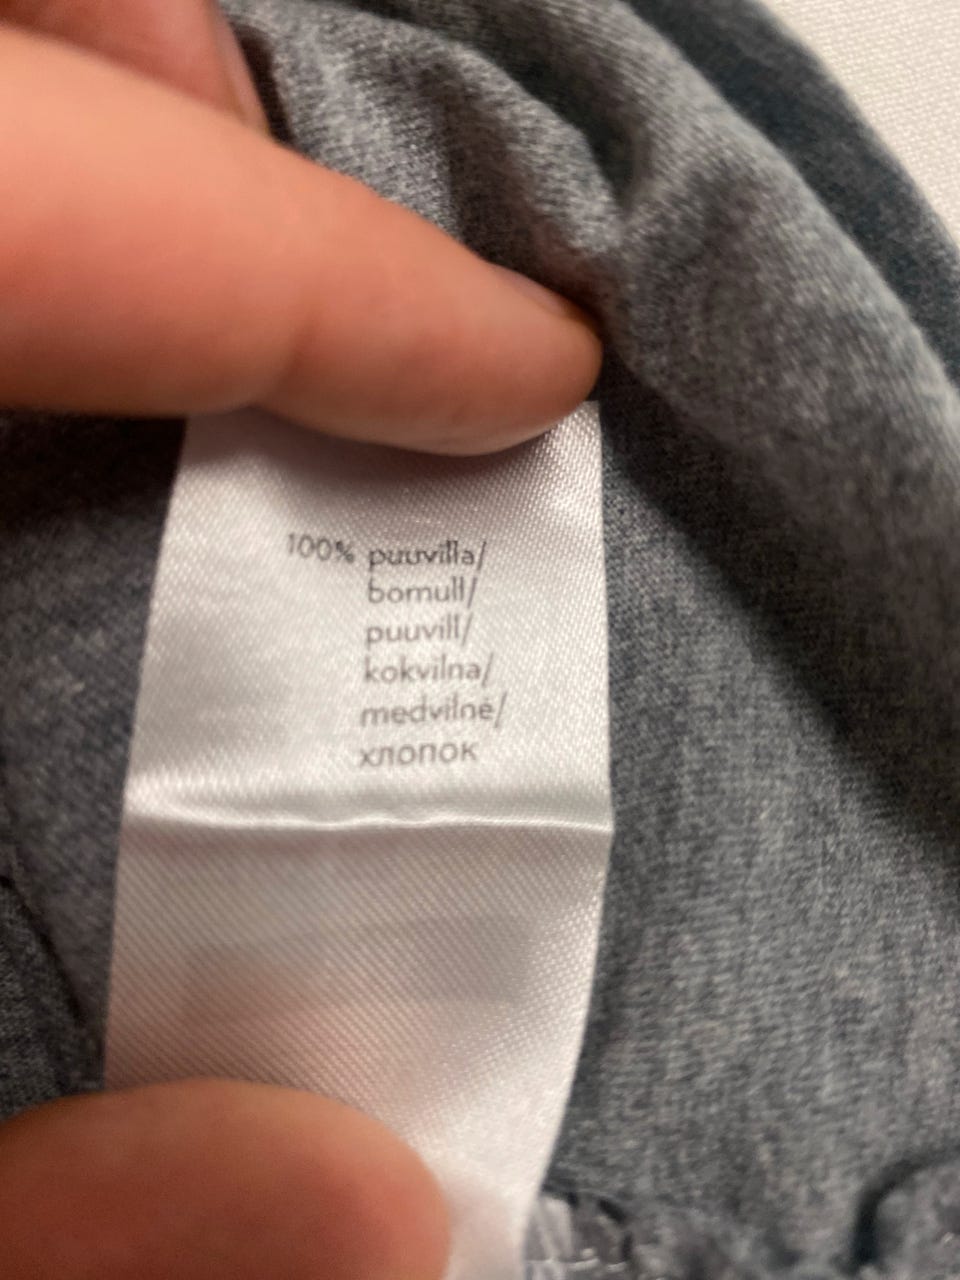 100% puuvilla/
bomull/
puuvill/
kokvilna/
medvilnė/
хлопок